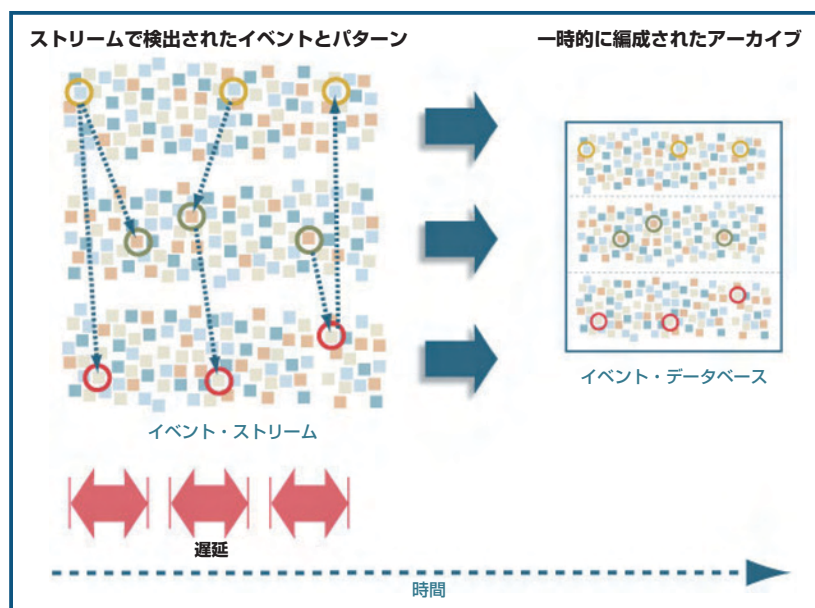 ストリームで検出されたイベントとパターン
一時的に編成されたアーカイブ
イベント・ストリーム
イベント・データベース
遅延
時間